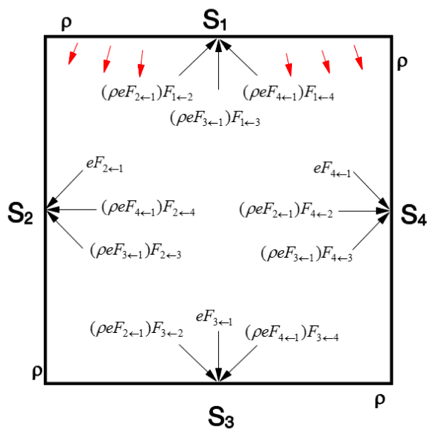 ρ S₁
ρ
(ρeF₂←₁)F₁←₂ (ρeF₄←₁)F₁←₄
(ρeF₃←₁)F₁←₃
eF₂←₁ eF₄←₁
S₂ (ρeF₄←₁)F₂←₄ (ρeF₂←₁)F₄←₂ S₄
(ρeF₃←₁)F₂←₃ (ρeF₃←₁)F₄←₃
eF₃←₁
(ρeF₂←₁)F₃←₂ (ρeF₄←₁)F₃←₄
ρ ρ
S₃